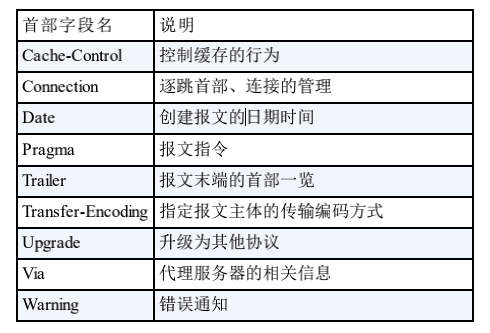 首部字段名 说明
Cache-Control 控制缓存的行为
Connection 逐跳首部、连接的管理
Date 创建报文的日期时间
Pragma 报文指令
Trailer 报文末端的首部一览
Transfer-Encoding 指定报文主体的传输编码方式
Upgrade 升级为其他协议
Via 代理服务器的相关信息
Warning 错误通知